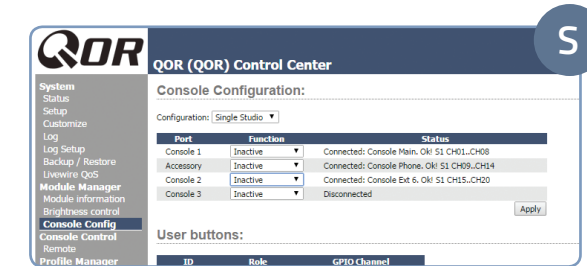 QOR
S
QOR (QOR) Control Center
System
Status
Setup
Customize
Log
Log Setup
Backup / Restore
Livewire QoS
Module Manager
Module information
Brightness control
Console Config
Console Control
Remote
Profile Manager
Console Configuration:
Configuration: Single Studio ▼
Port Function Status
Console 1 Inactive ▼ Connected: Console Main. Ok! S1 CH01..CH08
Accessory Inactive ▼ Connected: Console Phone. Ok! S1 CH09..CH14
Console 2 Inactive ▼ Connected: Console Ext 6. Ok! S1 CH15..CH20
Console 3 Inactive ▼ Disconnected
Apply
User buttons:
ID Role GPIO Channel